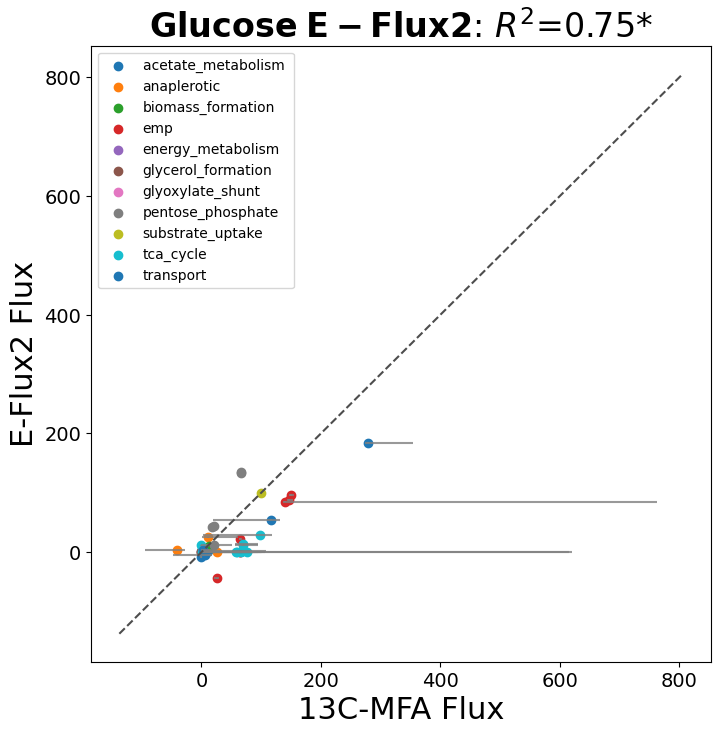 Glucose E − Flux2: R²=0.75*
acetate_metabolism
anaplerotic
biomass_formation
emp
energy_metabolism
glycerol_formation
glyoxylate_shunt
pentose_phosphate
substrate_uptake
tca_cycle
transport
800
600
400
200
0
E-Flux2 Flux
0 200 400 600 800
13C-MFA Flux